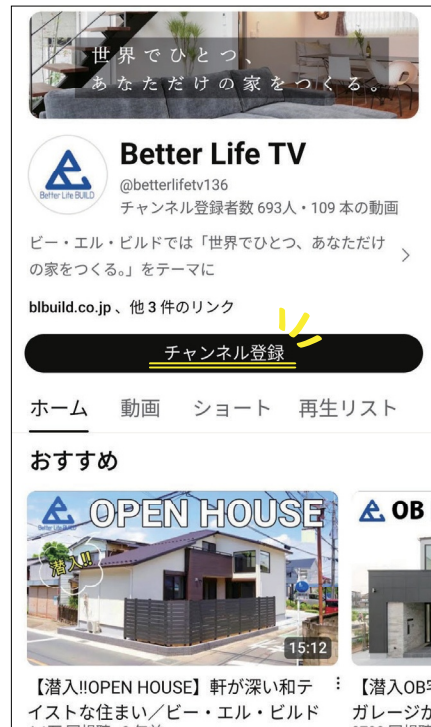 世界でひとつ、
あなただけの家をつくる。
Better Life BUILD
Better Life TV
@betterlifetv136
チャンネル登録者数 693人・109 本の動画
ビー・エル・ビルドでは「世界でひとつ、あなただけ
の家をつくる。」をテーマに
blbuild.co.jp 、他 3 件のリンク
チャンネル登録
ホーム 動画 ショート 再生リスト
おすすめ
OPEN HOUSE
潜入!!
15:12
OB
【潜入!!OPEN HOUSE】軒が深い和テ
イストな住まい／ビー・エル・ビルド
【潜入OB
ガレージ